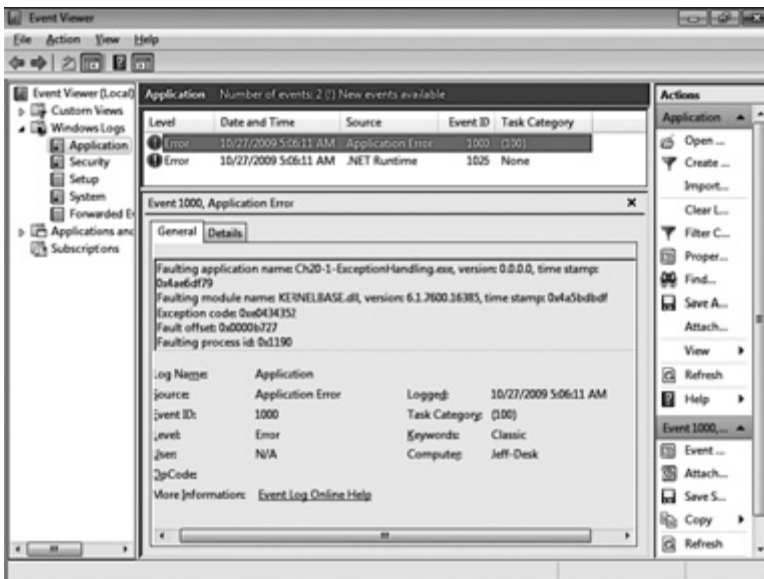 Event Viewer
File Action View Help
Event Viewer (Local)
Custom Views
Windows Logs
Application
Security
Setup
System
Forwarded Ev
Applications and
Subscriptions
Application Number of events: 2 (!) New events available
Level Date and Time Source Event ID Task Category
Error 10/27/2009 5:06:11 AM Application Error 1000 (100)
Error 10/27/2009 5:06:11 AM .NET Runtime 1025 None
Event 1000, Application Error
General Details
Faulting application name: Ch20-1-ExceptionHandling.exe, version: 0.0.0.0, time stamp:
0x4ae6df79
Faulting module name: KERNELBASE.dll, version: 6.1.7600.16385, time stamp: 0x4a5bdbdf
Exception code: 0xe0434352
Fault offset: 0x0000b727
Faulting process id: 0x1190
Log Name: Application
Source: Application Error Logged: 10/27/2009 5:06:11 AM
Event ID: 1000 Task Category: (100)
Level: Error Keywords: Classic
User: N/A Computer: Jeff-Desk
OpCode:
More Information: Event Log Online Help
Actions
Application
Open ...
Create ...
Import...
Clear L...
Filter C...
Proper...
Find...
Save A...
Attach...
View
Refresh
Help
Event 1000,...
Event ...
Attach...
Save S...
Copy
Refresh